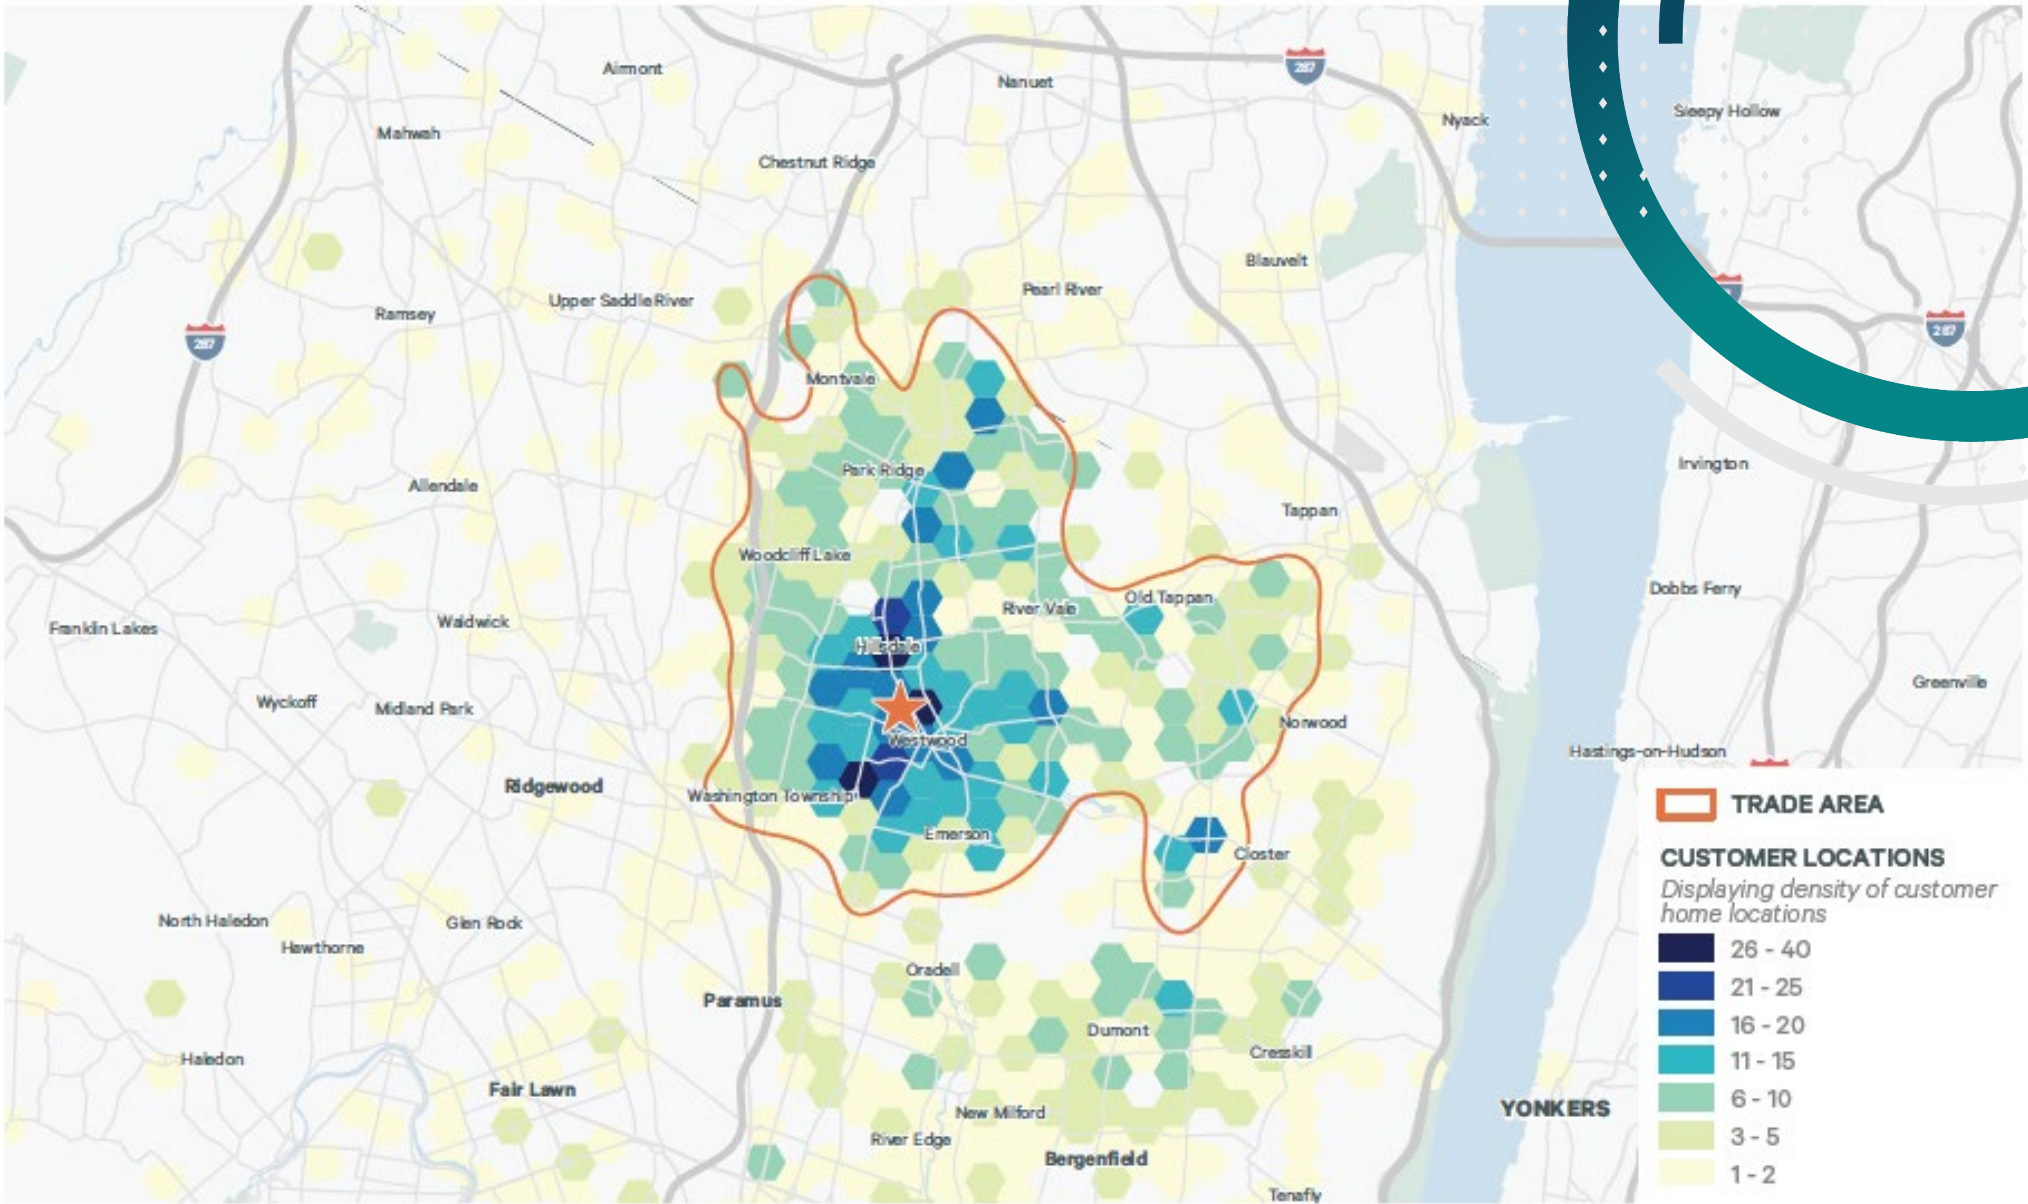 Airmont
Nanuet
287
Nyack
Sleepy Hollow
Mahwah
Chestnut Ridge
Blauvelt
Upper Saddle River
Pearl River
Ramsey
287
287
Montvale
Park Ridge
Irvington
Allendale
Tappan
Woodcliff Lake
Dobbs Ferry
Old Tappan
River Vale
Franklin Lakes
Waldwick
Hillsdale
Greenville
Wyckoff
Midland Park
Norwood
Westwood
Hastings-on-Hudson
Ridgewood
Washington Township
Emerson
Closter
North Haledon
Glen Rock
Hawthorne
Oradell
Paramus
Dumont
Cresskill
Haledon
Fair Lawn
New Milford
YONKERS
River Edge
Bergenfield
Tenafly
TRADE AREA
CUSTOMER LOCATIONS
Displaying density of customer
home locations
26 - 40
21 - 25
16 - 20
11 - 15
6 - 10
3 - 5
1 - 2